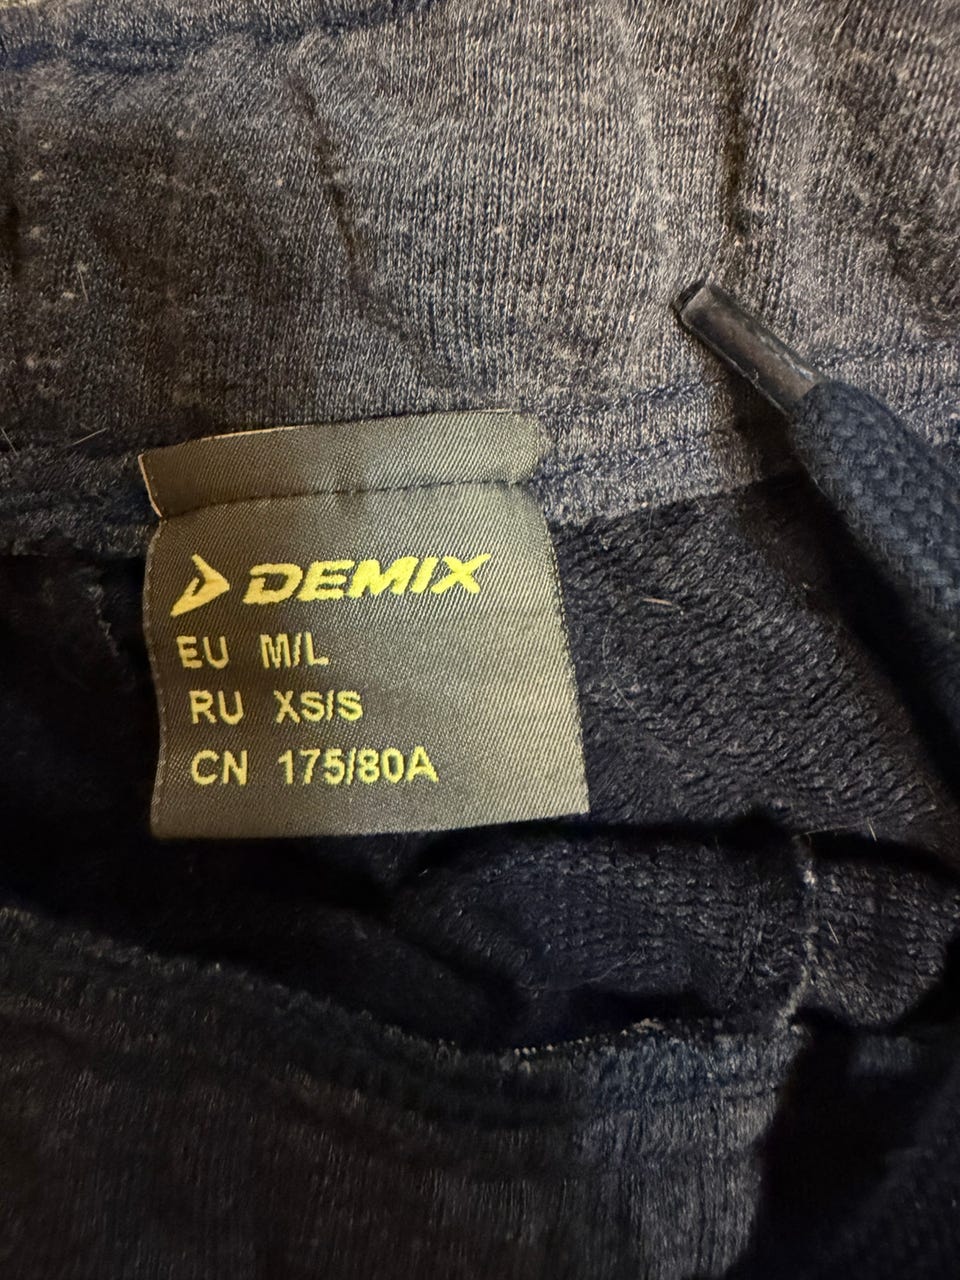 DEMIX
EU M/L
RU XS/S
CN 175/80A